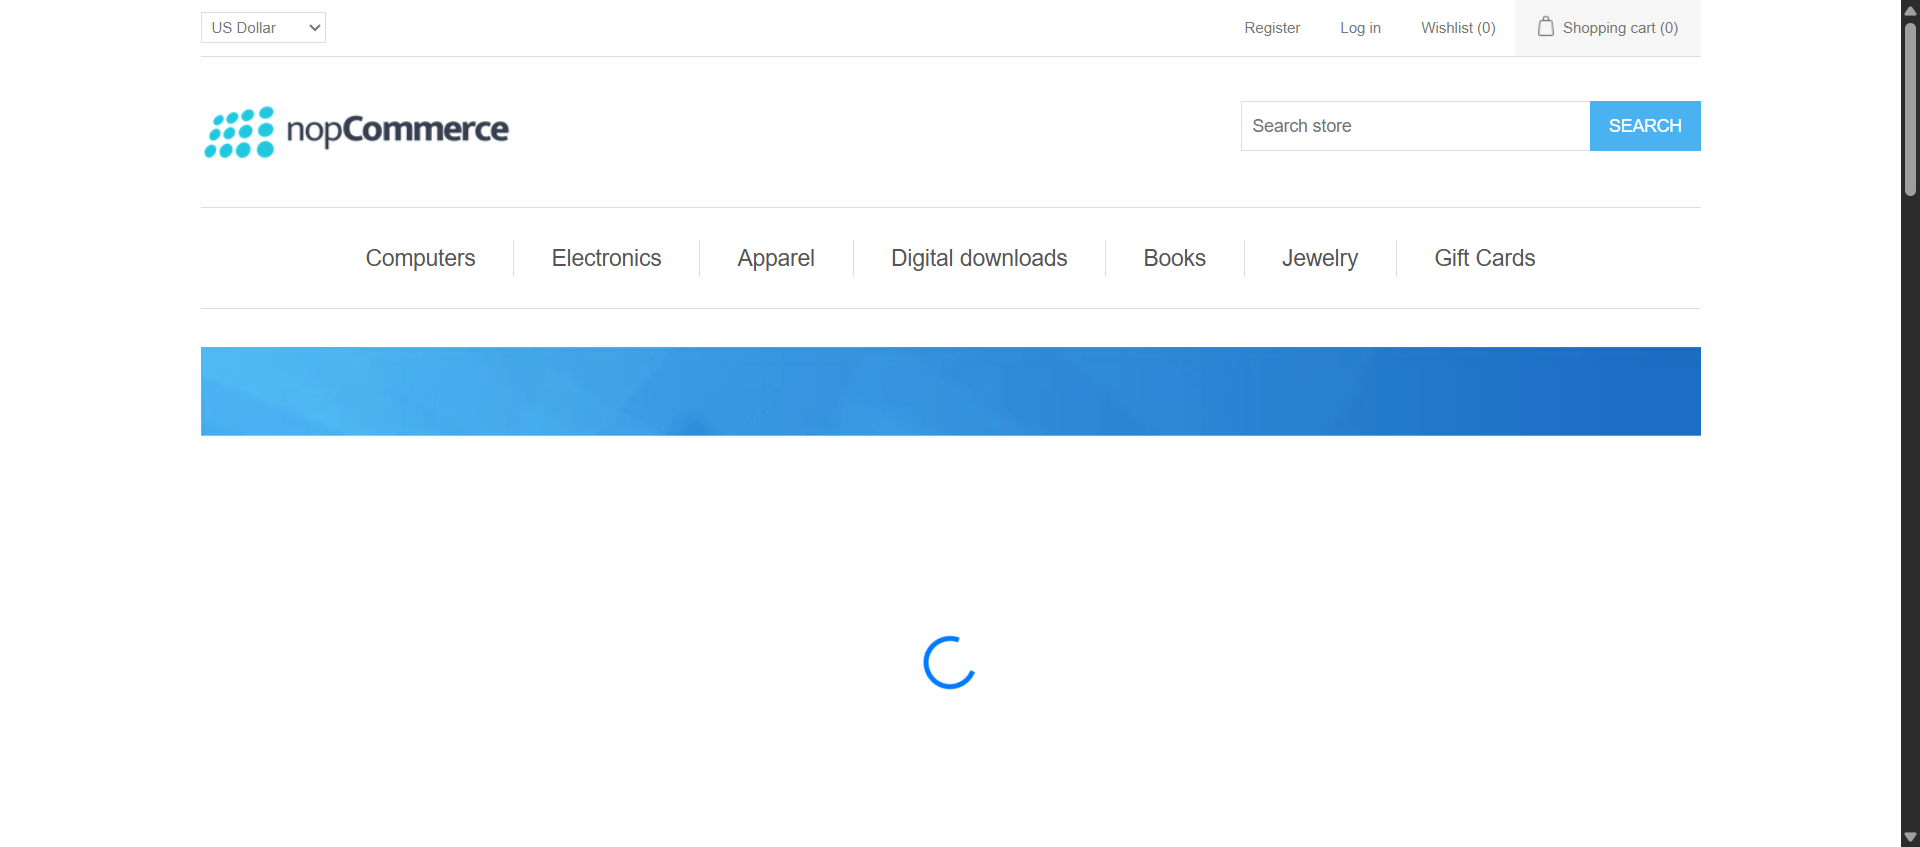 US Dollar
Register
Log in
Wishlist (0)
Shopping cart (0)
nopCommerce
Search store
SEARCH
Computers
Electronics
Apparel
Digital downloads
Books
Jewelry
Gift Cards